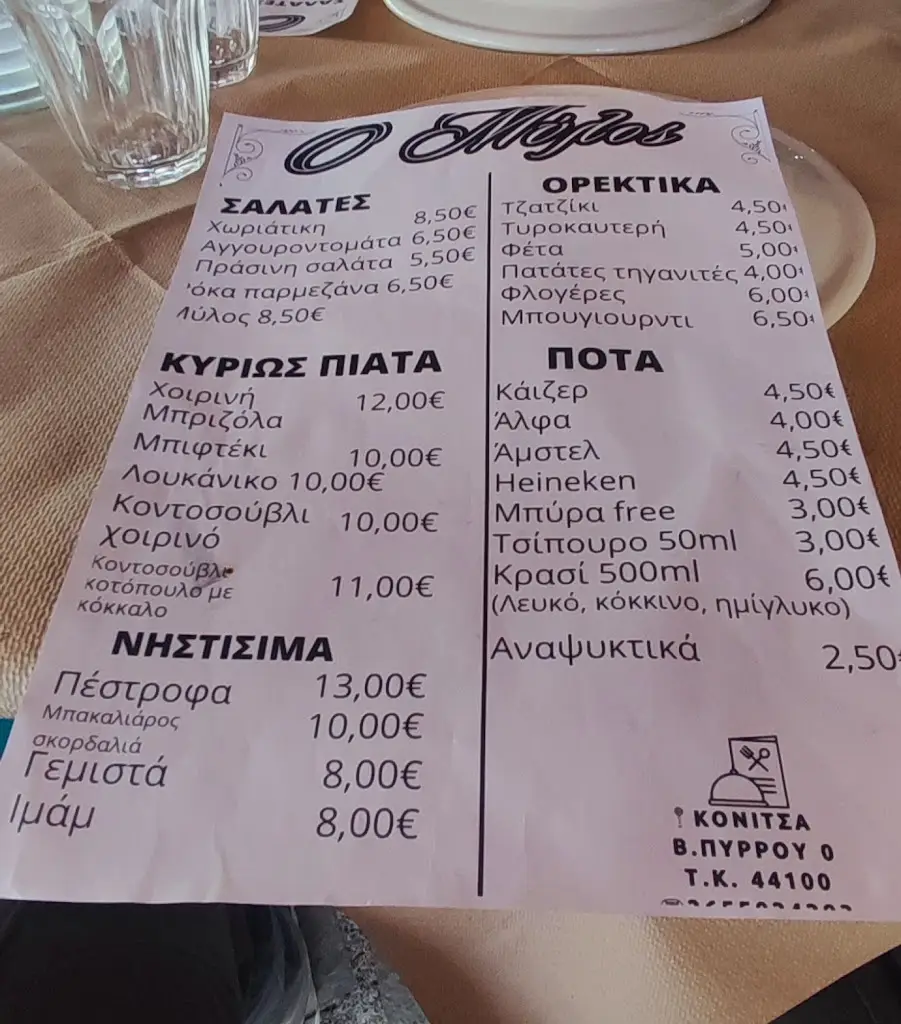 Ο Μύλος
ΣΑΛΑΤΕΣ
Χωριάτικη 8,50€
Αγγουροντομάτα 6,50€
Πράσινη σαλάτα 5,50€
όκα παρμεζάνα 6,50€
Μύλος 8,50€
ΚΥΡΙΩΣ ΠΙΑΤΑ
Χοιρινή 12,00€
Μπριζόλα
Μπιφτέκι 10,00€
Λουκάνικο 10,00€
Κοντοσούβλι 10,00€
χοιρινό
Κοντοσούβλι
κοτόπουλο με 11,00€
κόκκαλο
ΝΗΣΤΙΣΙΜΑ
Πέστροφα 13,00€
Μπακαλιάρος 10,00€
σκορδαλιά
Γεμιστά 8,00€
Ιμάμ 8,00€
ΟΡΕΚΤΙΚΑ
Τζατζίκι 4,50€
Τυροκαυτερή 4,50€
Φέτα 5,00€
Πατάτες τηγανιτές 4,00€
Φλογέρες 6,00€
Μπουγιουρντι 6,50€
ΠΟΤΑ
Κάιζερ 4,50€
Άλφα 4,00€
Άμστελ 4,50€
Heineken 4,50€
Μπύρα free 3,00€
Τσίπουρο 50ml 3,00€
Κρασί 500ml 6,00€
(Λευκό, κόκκινο, ημίγλυκο)
Αναψυκτικά 2,50€
ΚΟΝΙΤΣΑ
Β.ΠΥΡΡΟΥ 0
Τ.Κ. 44100